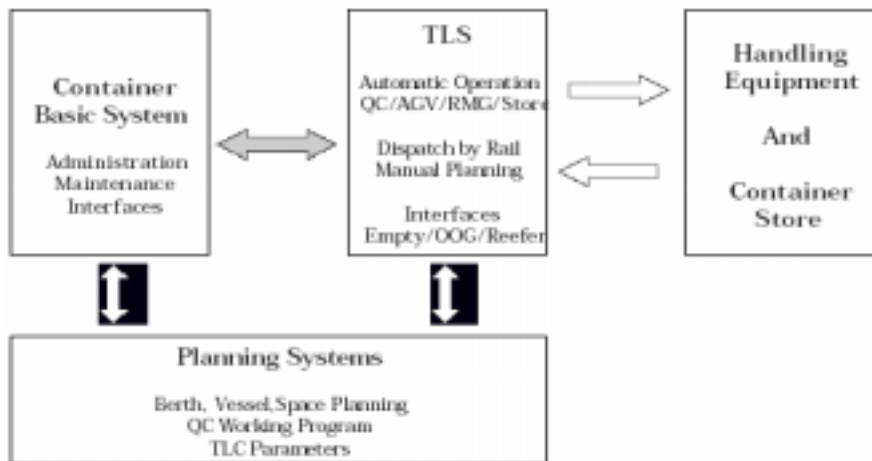 Container
Basic System
Administration
Maintenance
Interfaces
TLS
Automatic Operation
QC/AGV/RMG/Store
Dispatch by Rail
Manual Planning
Interfaces
Empty/OOG/Reefer
Handling
Equipment
And
Container
Store
Planning Systems
Berth, Vessel,Space Planning
QC Working Program
TLC Parameters